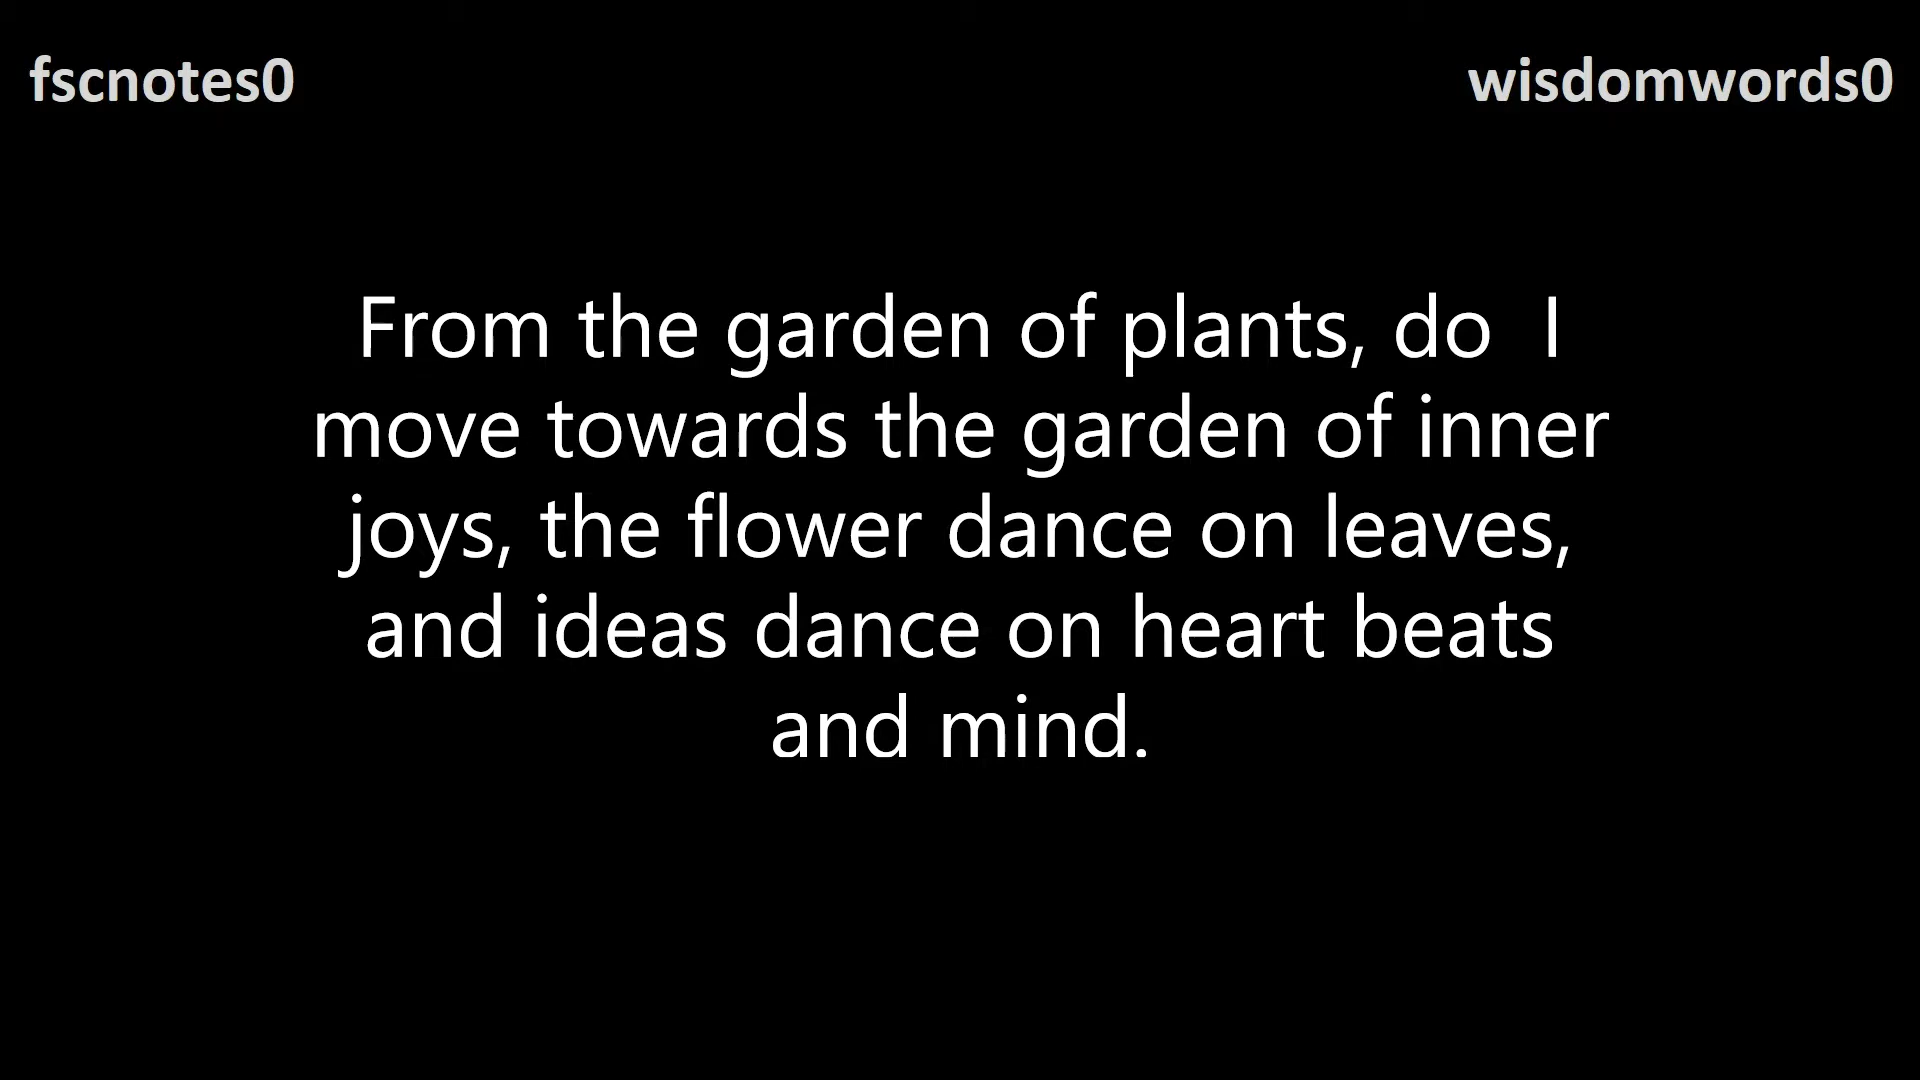 fscnotes0
wisdomwords0
From the garden of plants, do  I
move towards the garden of inner
joys, the flower dance on leaves,
and ideas dance on heart beats
and mind.